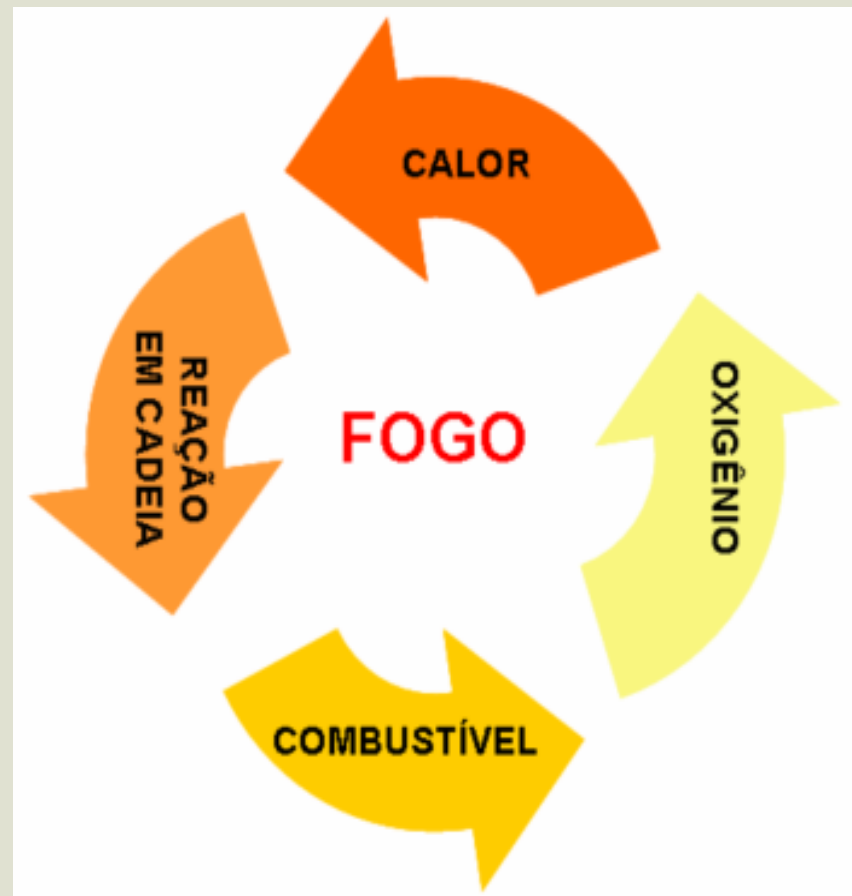 CALOR
REAÇÃO
EM CADEIA
FOGO
OXIGÊNIO
COMBUSTÍVEL